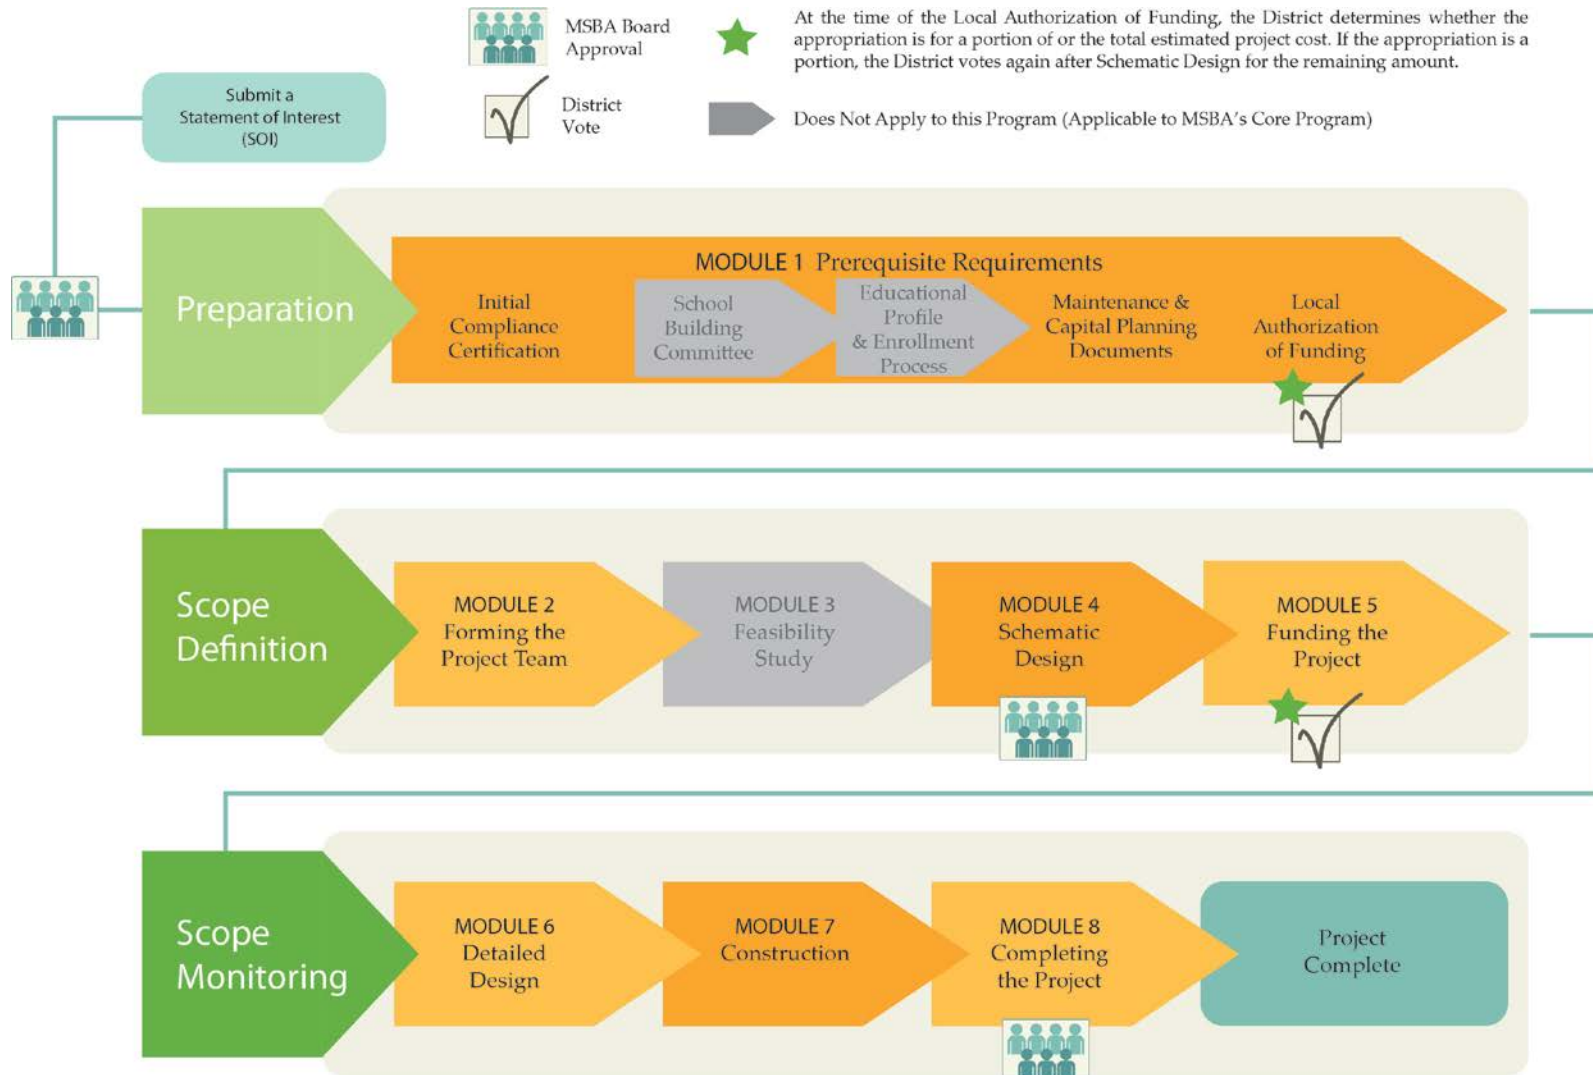 MSBA Board
Approval
At the time of the Local Authorization of Funding, the District determines whether the
appropriation is for a portion of or the total estimated project cost. If the appropriation is a
portion, the District votes again after Schematic Design for the remaining amount.
Submit a
Statement of Interest
(SOI)
District
Vote
Does Not Apply to this Program (Applicable to MSBA's Core Program)
Preparation
MODULE 1 Prerequisite Requirements
Initial
Compliance
Certification
School
Building
Committee
Educational
Profile
& Enrollment
Process
Maintenance &
Capital Planning
Documents
Local
Authorization
of Funding
Scope
Definition
MODULE 2
Forming the
Project Team
MODULE 3
Feasibility
Study
MODULE 4
Schematic
Design
MODULE 5
Funding the
Project
Scope
Monitoring
MODULE 6
Detailed
Design
MODULE 7
Construction
MODULE 8
Completing
the Project
Project
Complete